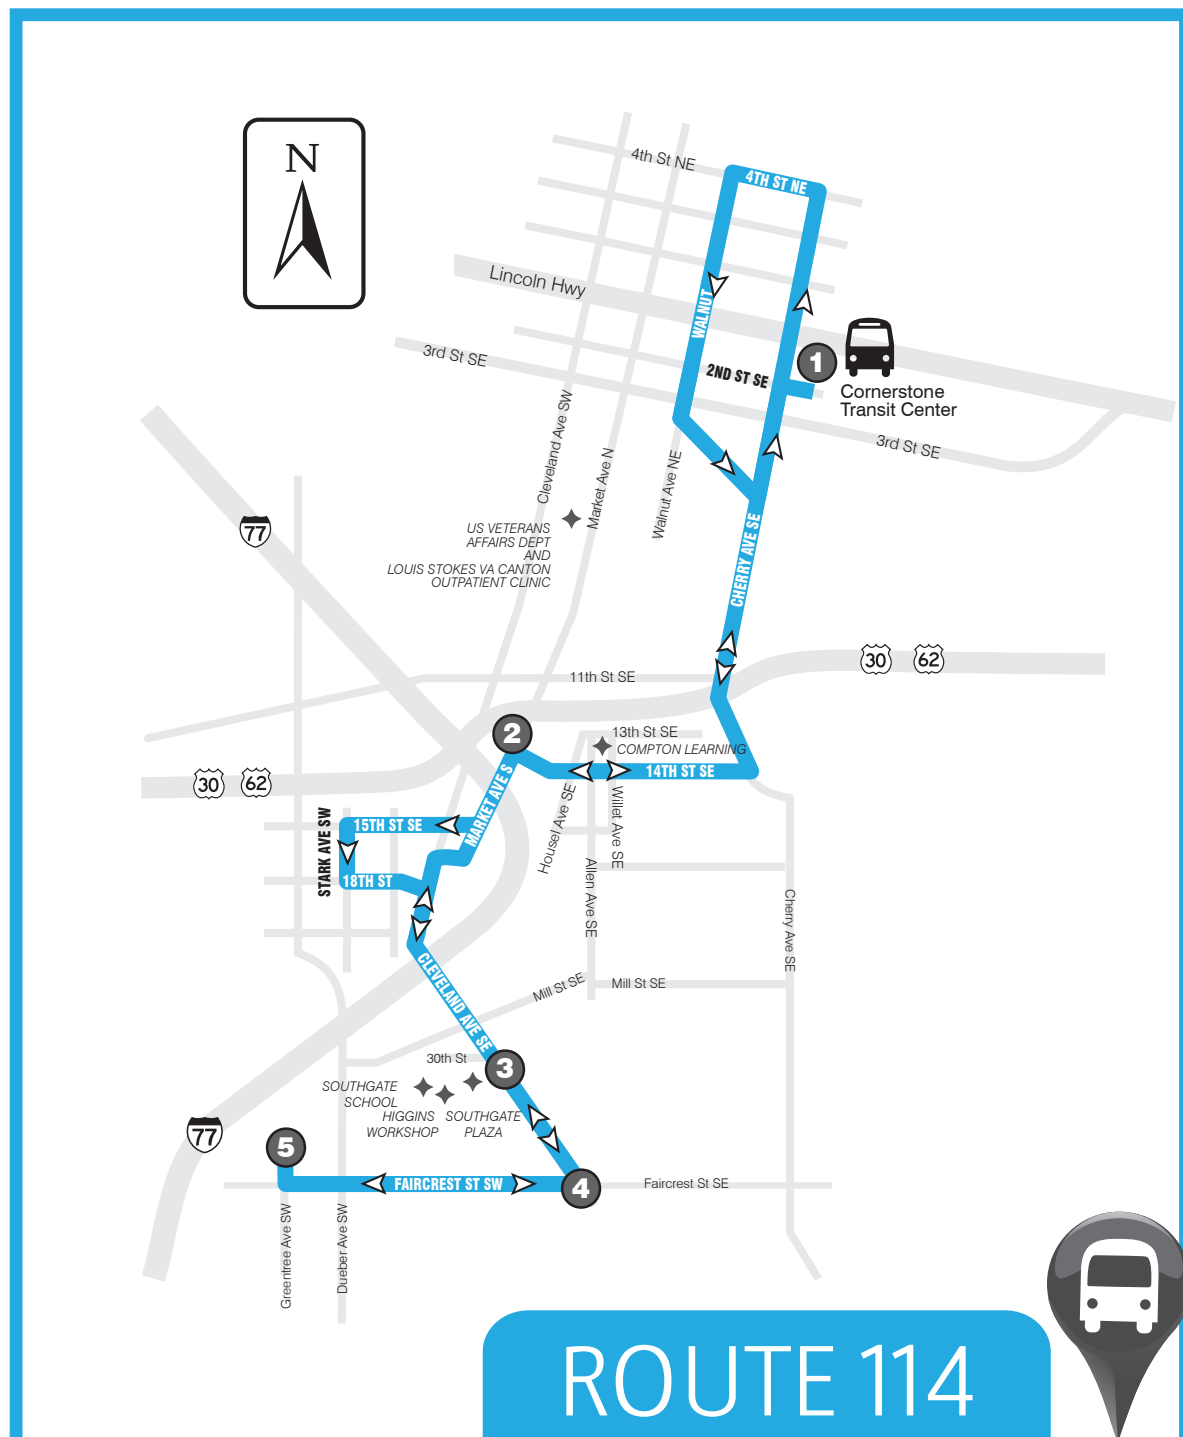 N
4th St NE
4TH ST NE
Lincoln Hwy
WALNUT
3rd St SE
2ND ST SE
1
Cornerstone
Transit Center
3rd St SE
Cleveland Ave SW
Market Ave N
Walnut Ave NE
77
US VETERANS
AFFAIRS DEPT
AND
LOUIS STOKES VA CANTON
OUTPATIENT CLINIC
CHERRY AVE SE
30
62
11th St SE
2
13th St SE
COMPTON LEARNING
14TH ST SE
30
62
MARKET AVE S
STARK AVE SW
15TH ST SE
18TH ST
Housel Ave SE
Willet Ave SE
Allen Ave SE
Cherry Ave SE
CLEVELAND AVE SE
Mill St SE
Mill St SE
30th St
3
SOUTHGATE
SCHOOL
HIGGINS
WORKSHOP
SOUTHGATE
PLAZA
77
5
FAIRCREST ST SW
4
Faircrest St SE
Greentree Ave SW
Dueber Ave SW
ROUTE 114